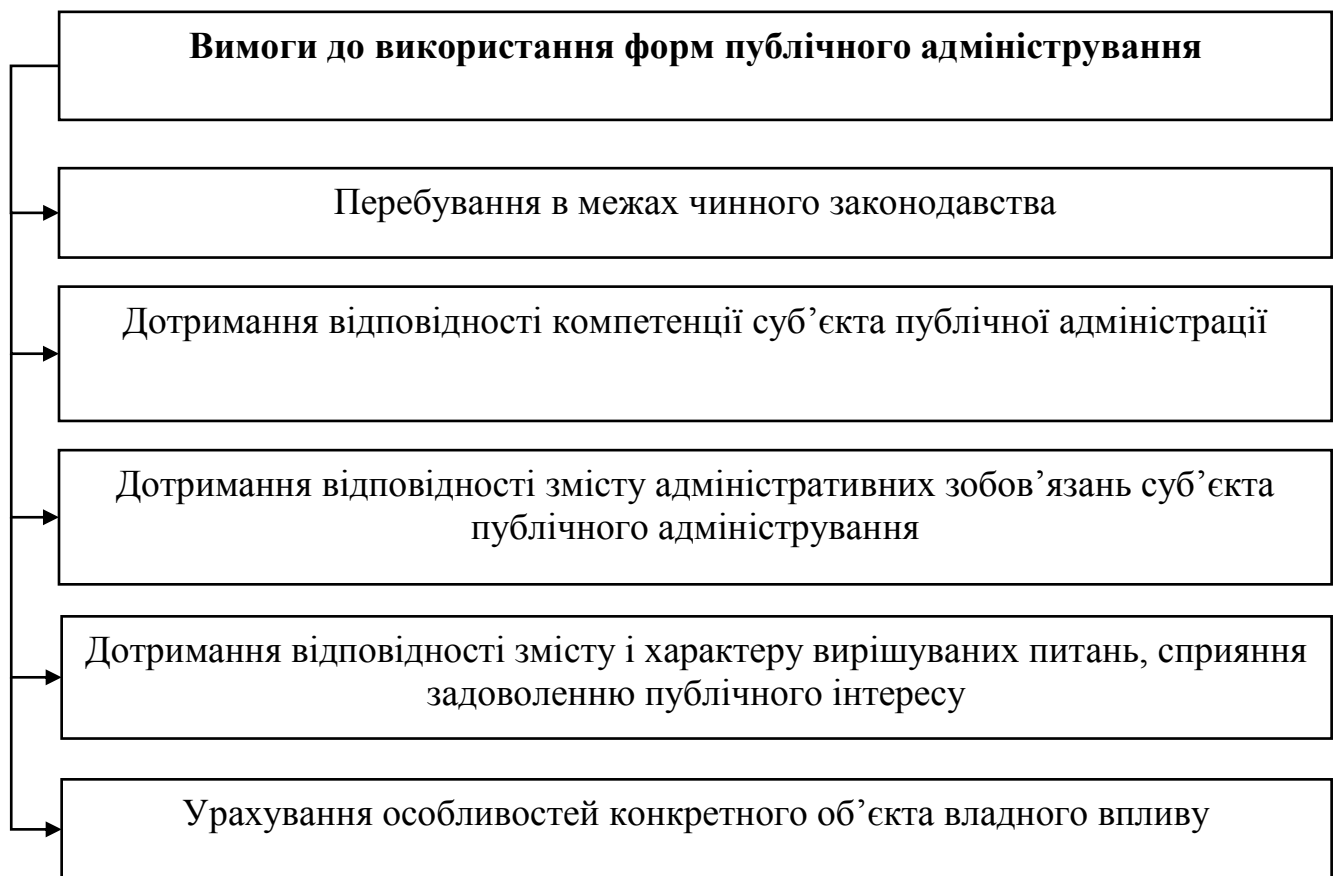 Вимоги до використання форм публічного адміністрування
Перебування в межах чинного законодавства
Дотримання відповідності компетенції суб’єкта публічної адміністрації
Дотримання відповідності змісту адміністративних зобов’язань суб’єкта
публічного адміністрування
Дотримання відповідності змісту і характеру вирішуваних питань, сприяння
задоволенню публічного інтересу
Урахування особливостей конкретного об’єкта владного впливу